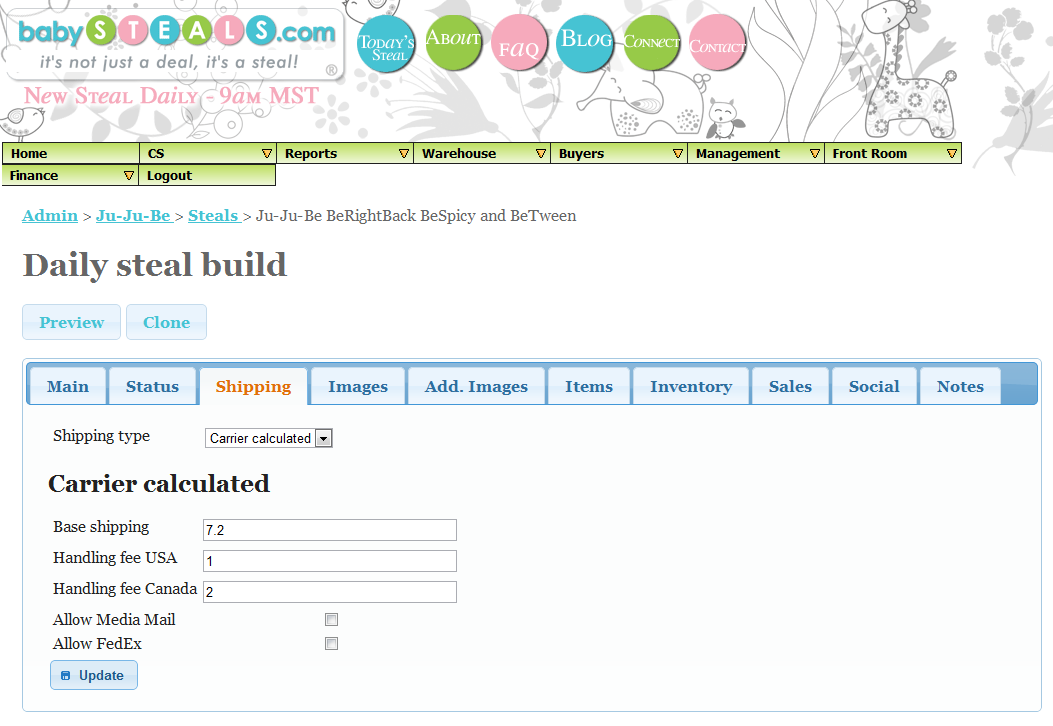 babySTEALS.com
it's not just a deal, it's a steal! ®
New Steal Daily - 9am MST
Today's Steal
About
FaQ
Blog
Connect
Contact
Home CS Reports Warehouse Buyers Management Front Room
Finance Logout
Admin > Ju-Ju-Be > Steals > Ju-Ju-Be BeRightBack BeSpicy and BeTween
Daily steal build
Preview Clone
Main Status Shipping Images Add. Images Items Inventory Sales Social Notes
Shipping type Carrier calculated
Carrier calculated
Base shipping 7.2
Handling fee USA 1
Handling fee Canada 2
Allow Media Mail
Allow FedEx
Update